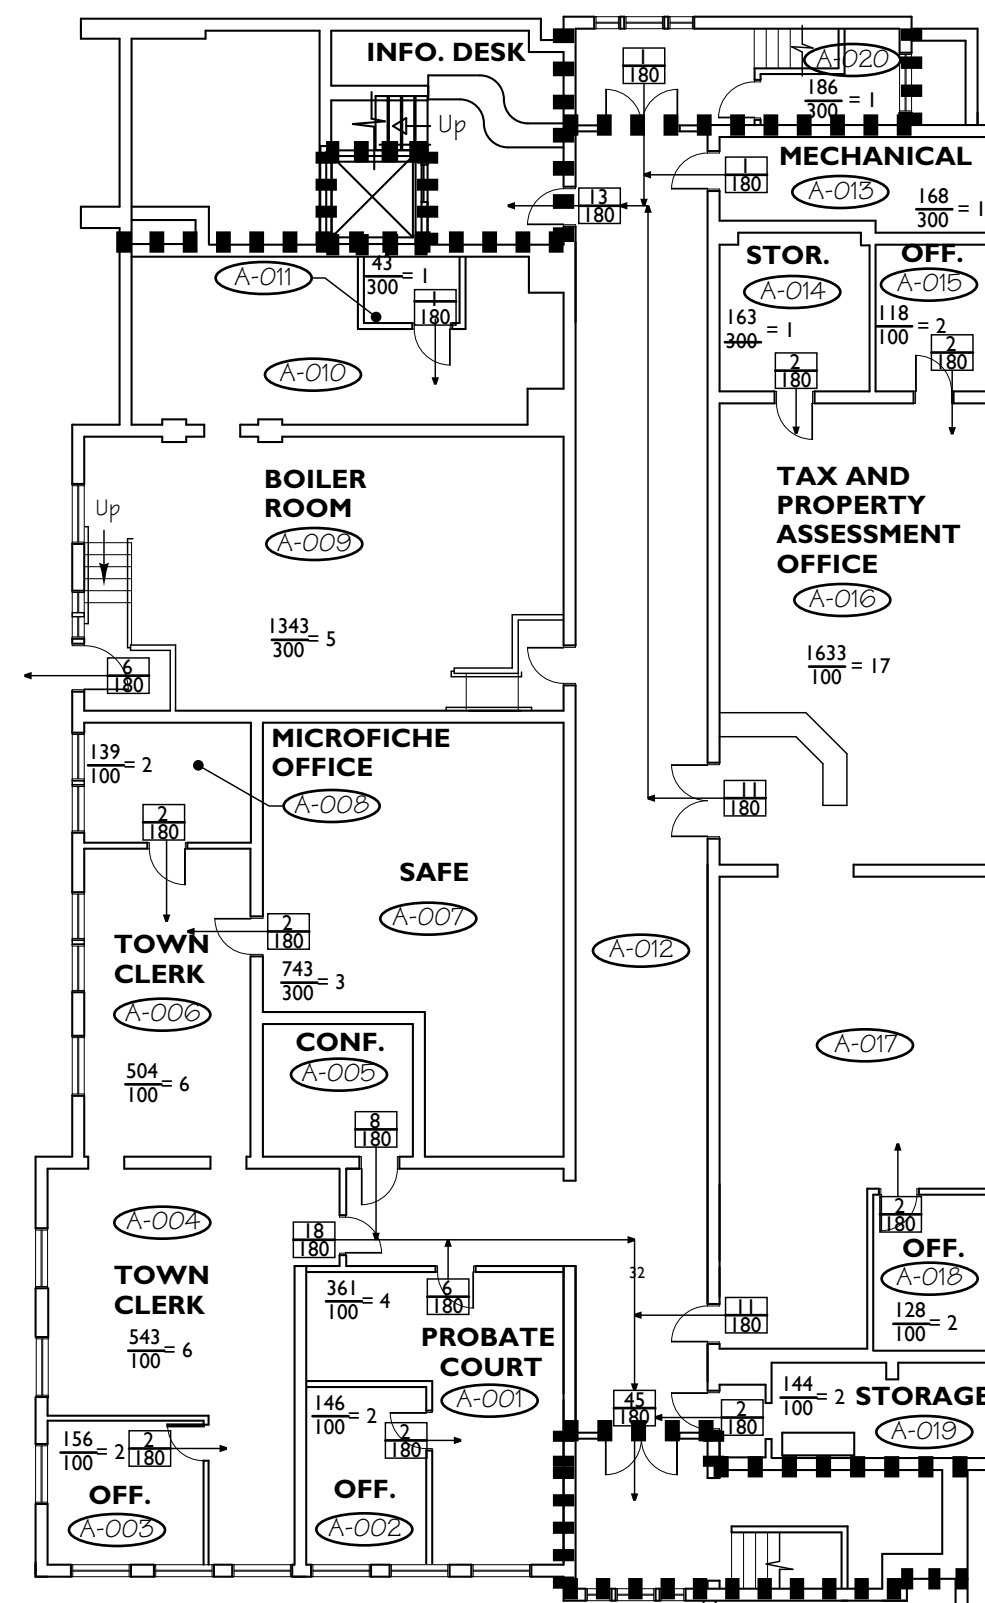 INFO. DESK
1
180
A-020
186
300 = 1
Up
MECHANICAL
1
180
A-013
168
300 = 1
13
180
STOR.
OFF.
A-011
43
300 = 1
A-014
A-015
1
180
163
300 = 1
118
100 = 2
2
180
2
180
A-010
BOILER
ROOM
A-009
TAX AND
PROPERTY
ASSESSMENT
OFFICE
A-016
Up
1343
300 = 5
1633
100 = 17
6
180
MICROFICHE
OFFICE
A-008
139
100 = 2
2
180
11
180
SAFE
A-007
2
180
TOWN
CLERK
A-006
743
300 = 3
A-012
CONF.
A-005
A-017
504
100 = 6
8
180
A-004
18
180
2
180
TOWN
CLERK
OFF.
A-018
32
361
100 = 4
6
180
11
180
128
100 = 2
543
100 = 6
PROBATE
COURT
A-001
146
100 = 2
45
180
2
180
144
100 = 2
STORAGE
A-019
156
100 = 2
2
180
2
180
OFF.
A-003
OFF.
A-002